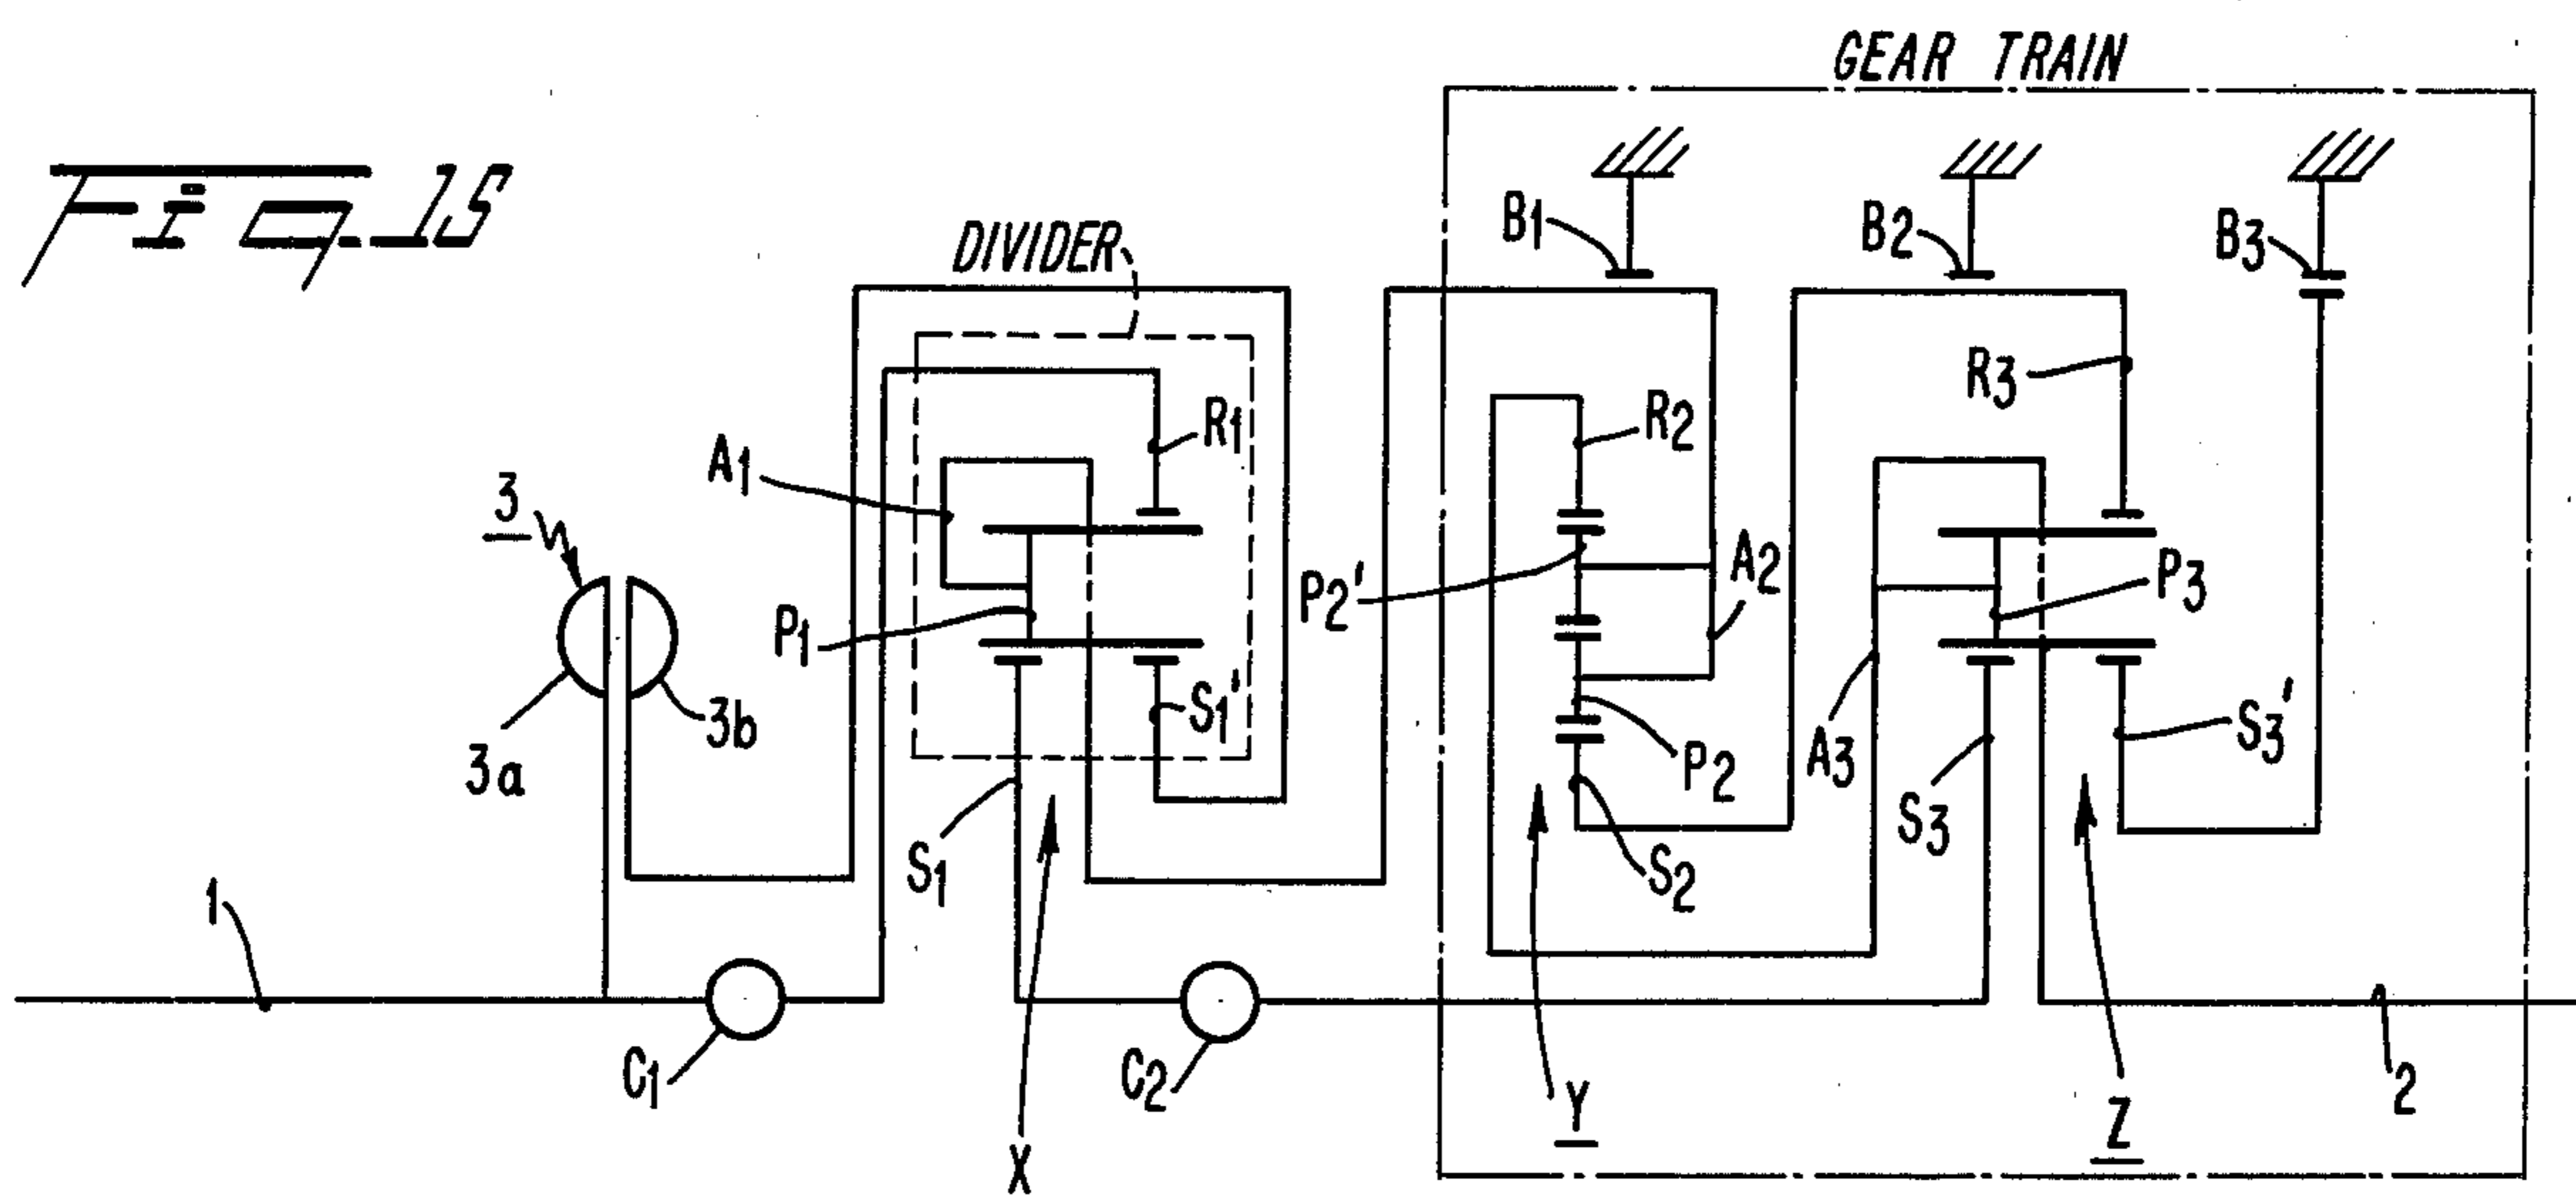 Fig. 15
GEAR TRAIN
DIVIDER
B1
B2
B3
R1
R2
R3
A1
3
P2'
A2
P3
P1
3a
3b
S1'
P2
A3
S3
S3'
S1
S2
1
C1
C2
X
Y
Z
2